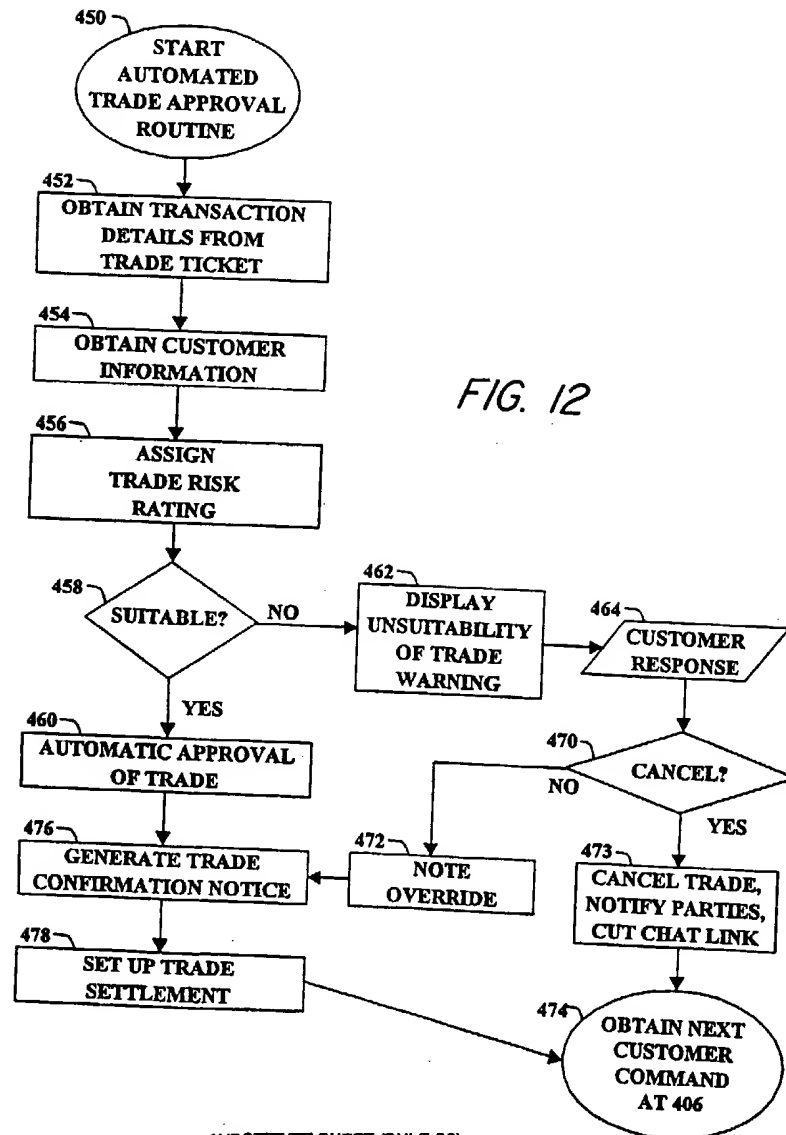 450
START
AUTOMATED
TRADE APPROVAL
ROUTINE
452
OBTAIN TRANSACTION
DETAILS FROM
TRADE TICKET
454
OBTAIN CUSTOMER
INFORMATION
FIG. 12
456
ASSIGN
TRADE RISK
RATING
458
SUITABLE?
NO
462
DISPLAY
UNSUITABILITY
OF TRADE
WARNING
464
CUSTOMER
RESPONSE
YES
460
AUTOMATIC APPROVAL
OF TRADE
470
CANCEL?
NO
YES
476
GENERATE TRADE
CONFIRMATION NOTICE
472
NOTE
OVERRIDE
473
CANCEL TRADE,
NOTIFY PARTIES,
CUT CHAT LINK
478
SET UP TRADE
SETTLEMENT
474
OBTAIN NEXT
CUSTOMER
COMMAND
AT 406